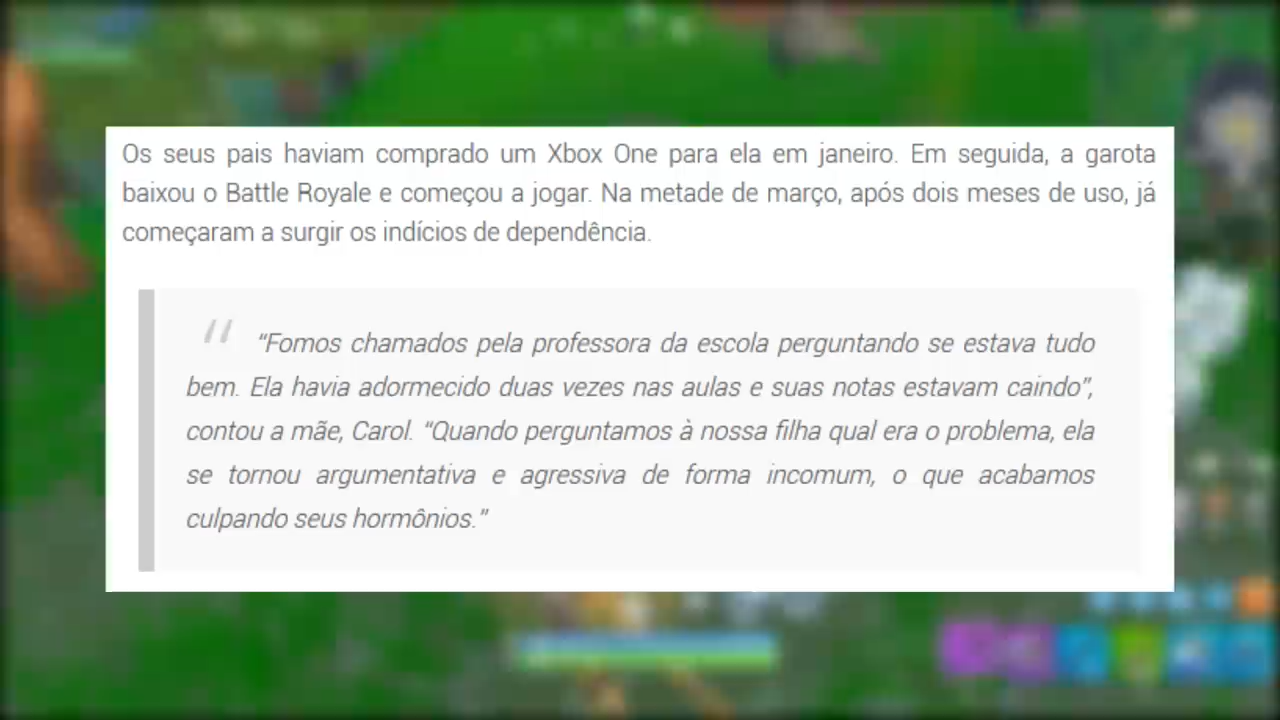 Os seus pais haviam comprado um Xbox One para ela em janeiro. Em seguida, a garota
baixou o Battle Royale e começou a jogar. Na metade de março, após dois meses de uso, já
começaram a surgir os indícios de dependência.
“Fomos chamados pela professora da escola perguntando se estava tudo
bem. Ela havia adormecido duas vezes nas aulas e suas notas estavam caindo”,
contou a mãe, Carol. “Quando perguntamos à nossa filha qual era o problema, ela
se tornou argumentativa e agressiva de forma incomum, o que acabamos
culpando seus hormônios.”